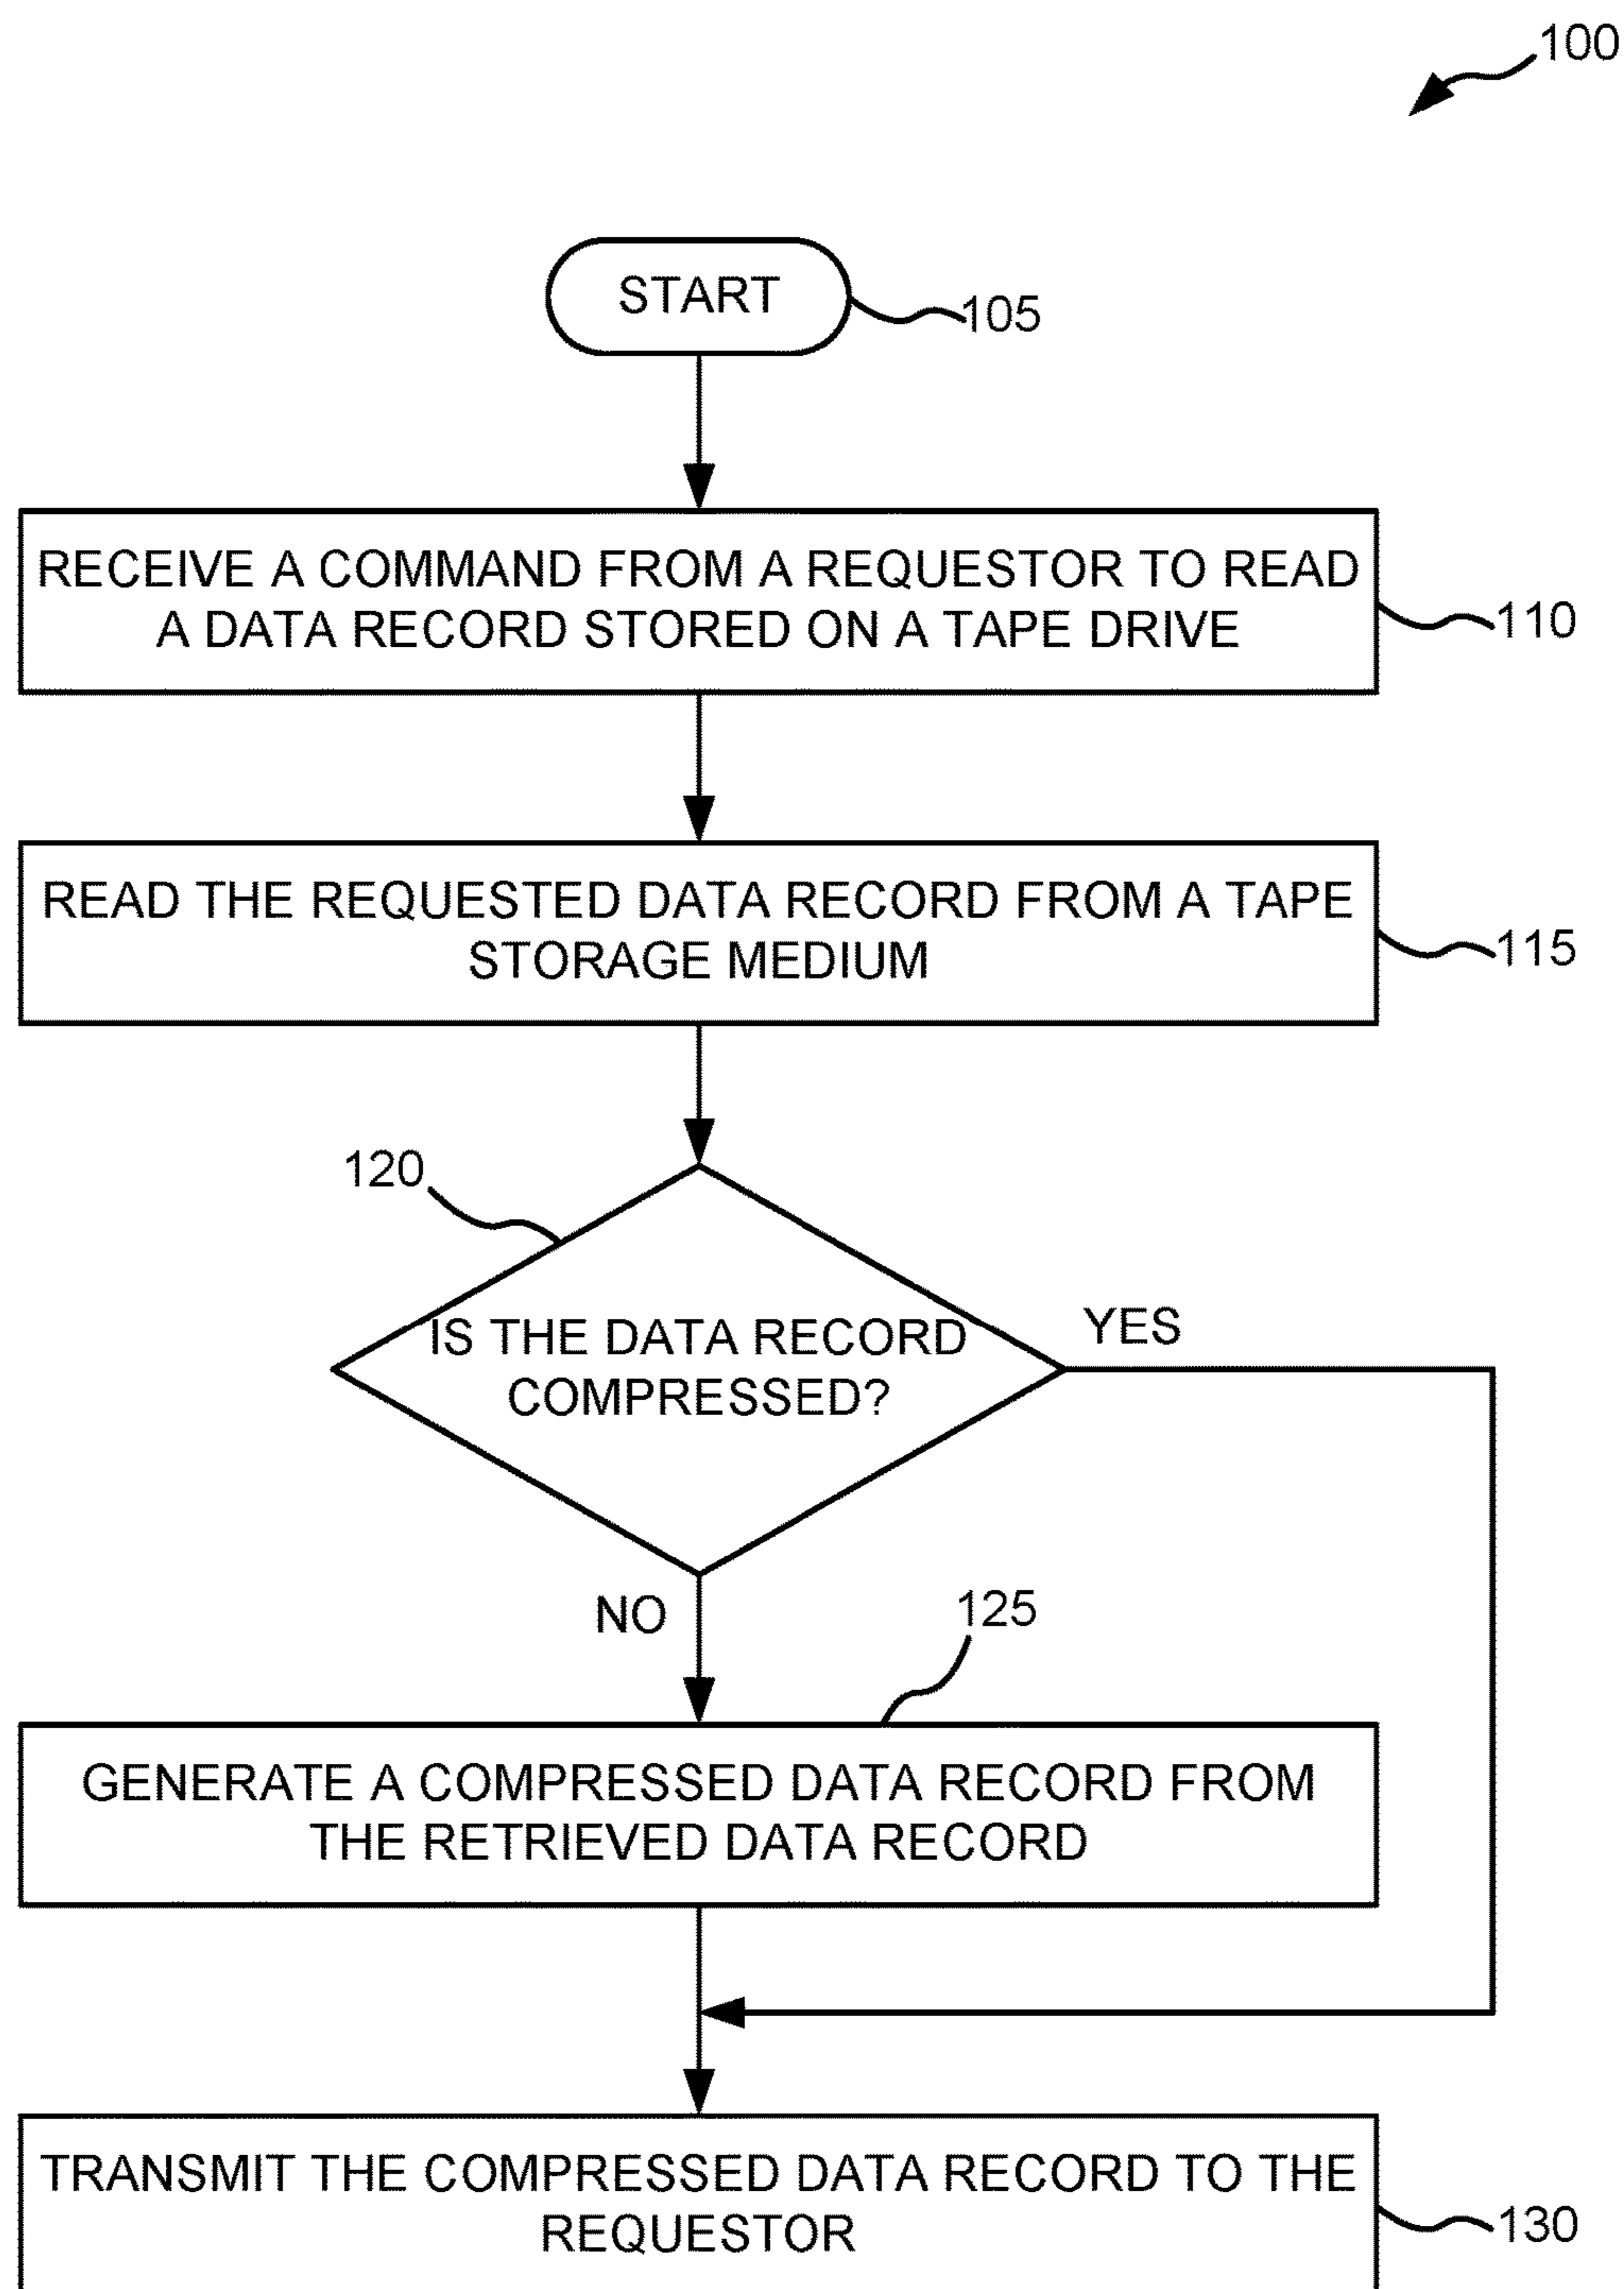 100
START
105
RECEIVE A COMMAND FROM A REQUESTOR TO READ
A DATA RECORD STORED ON A TAPE DRIVE
110
READ THE REQUESTED DATA RECORD FROM A TAPE
STORAGE MEDIUM
115
120
IS THE DATA RECORD
COMPRESSED?
YES
NO
125
GENERATE A COMPRESSED DATA RECORD FROM
THE RETRIEVED DATA RECORD
TRANSMIT THE COMPRESSED DATA RECORD TO THE
REQUESTOR
130